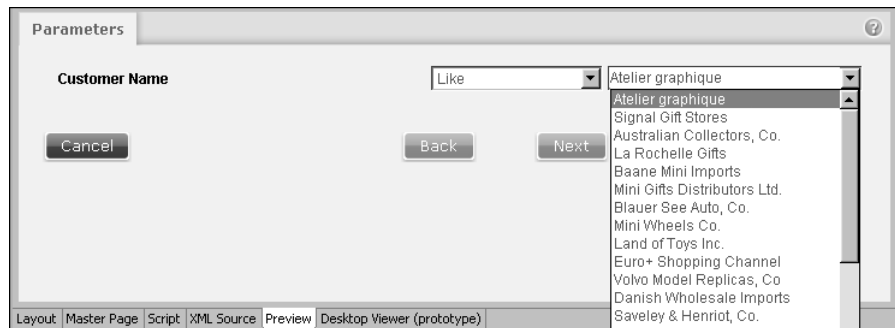 Parameters
?
Customer Name
Like
Atelier graphique
Atelier graphique
Signal Gift Stores
Australian Collectors, Co.
La Rochelle Gifts
Baane Mini Imports
Mini Gifts Distributors Ltd.
Blauer See Auto, Co.
Mini Wheels Co.
Land of Toys Inc.
Euro+ Shopping Channel
Volvo Model Replicas, Co
Danish Wholesale Imports
Saveley & Henriot, Co.
Cancel
Back
Next
Layout Master Page Script XML Source Preview Desktop Viewer (prototype)